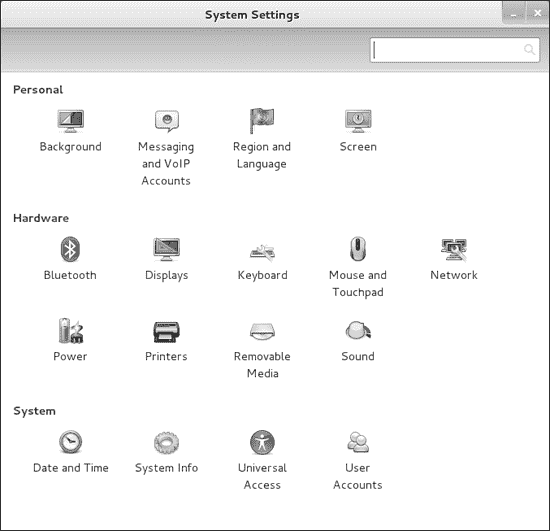 System Settings
Personal
Background
Messaging
and VoIP
Accounts
Region and
Language
Screen
Hardware
Bluetooth
Displays
Keyboard
Mouse and
Touchpad
Network
Power
Printers
Removable
Media
Sound
System
Date and Time
System Info
Universal
Access
User
Accounts